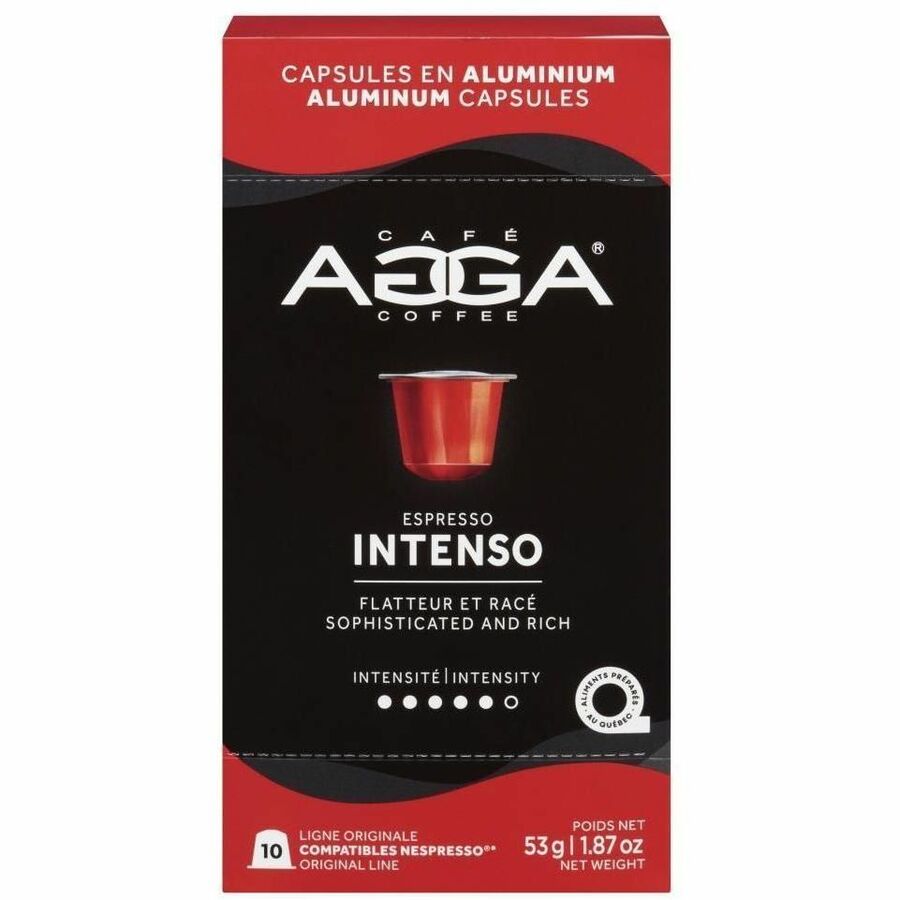 CAPSULES EN ALUMINIUM
ALUMINUM CAPSULES
CAFÉ
AGGA®
COFFEE
ESPRESSO
INTENSO
FLATTEUR ET RACÉ
SOPHISTICATED AND RICH
INTENSITÉ|INTENSITY
ALIMENTS PRÉPARÉS
AU QUÉBEC
10
LIGNE ORIGINALE
COMPATIBLES NESPRESSO®*
ORIGINAL LINE
POIDS NET
53 g | 1.87 oz
NET WEIGHT